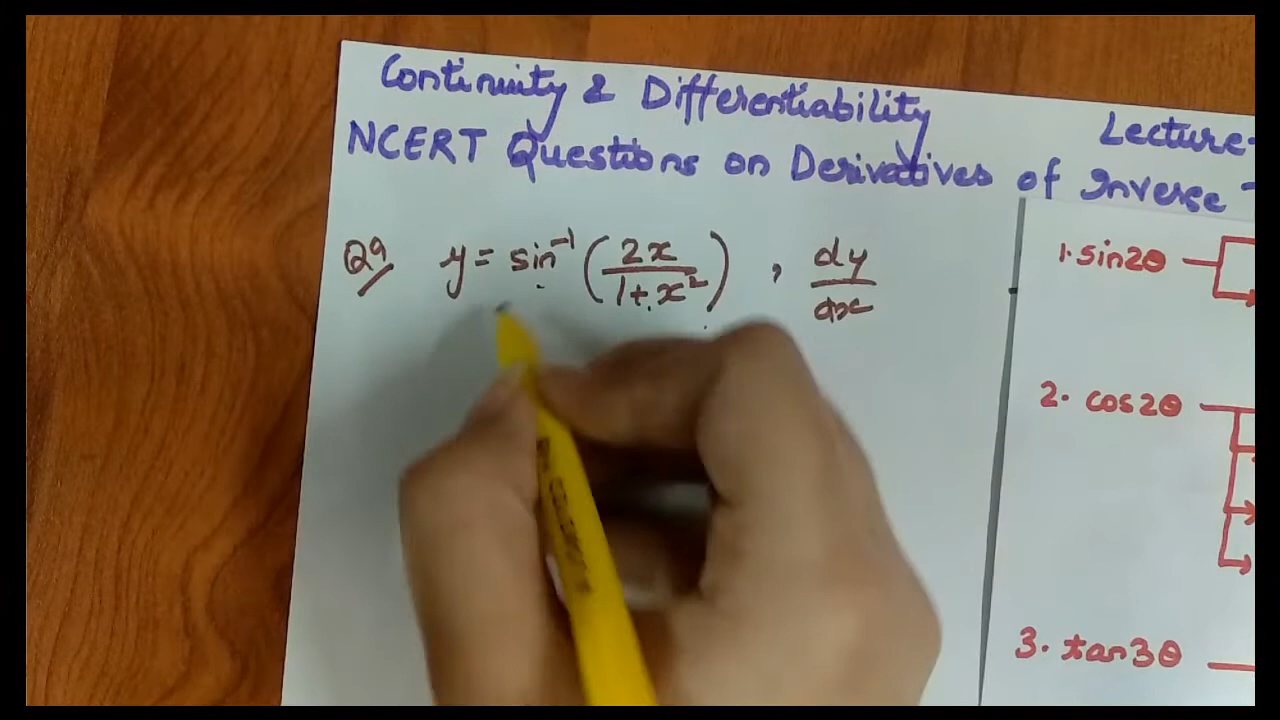 Continuity & Differentiability
Lecture-
NCERT Questions on Derivatives of Inverse
Q9 y = sin⁻¹ (2x/1+x²) , dy/dx
1. sin2θ
2. cos2θ
3. tan3θ